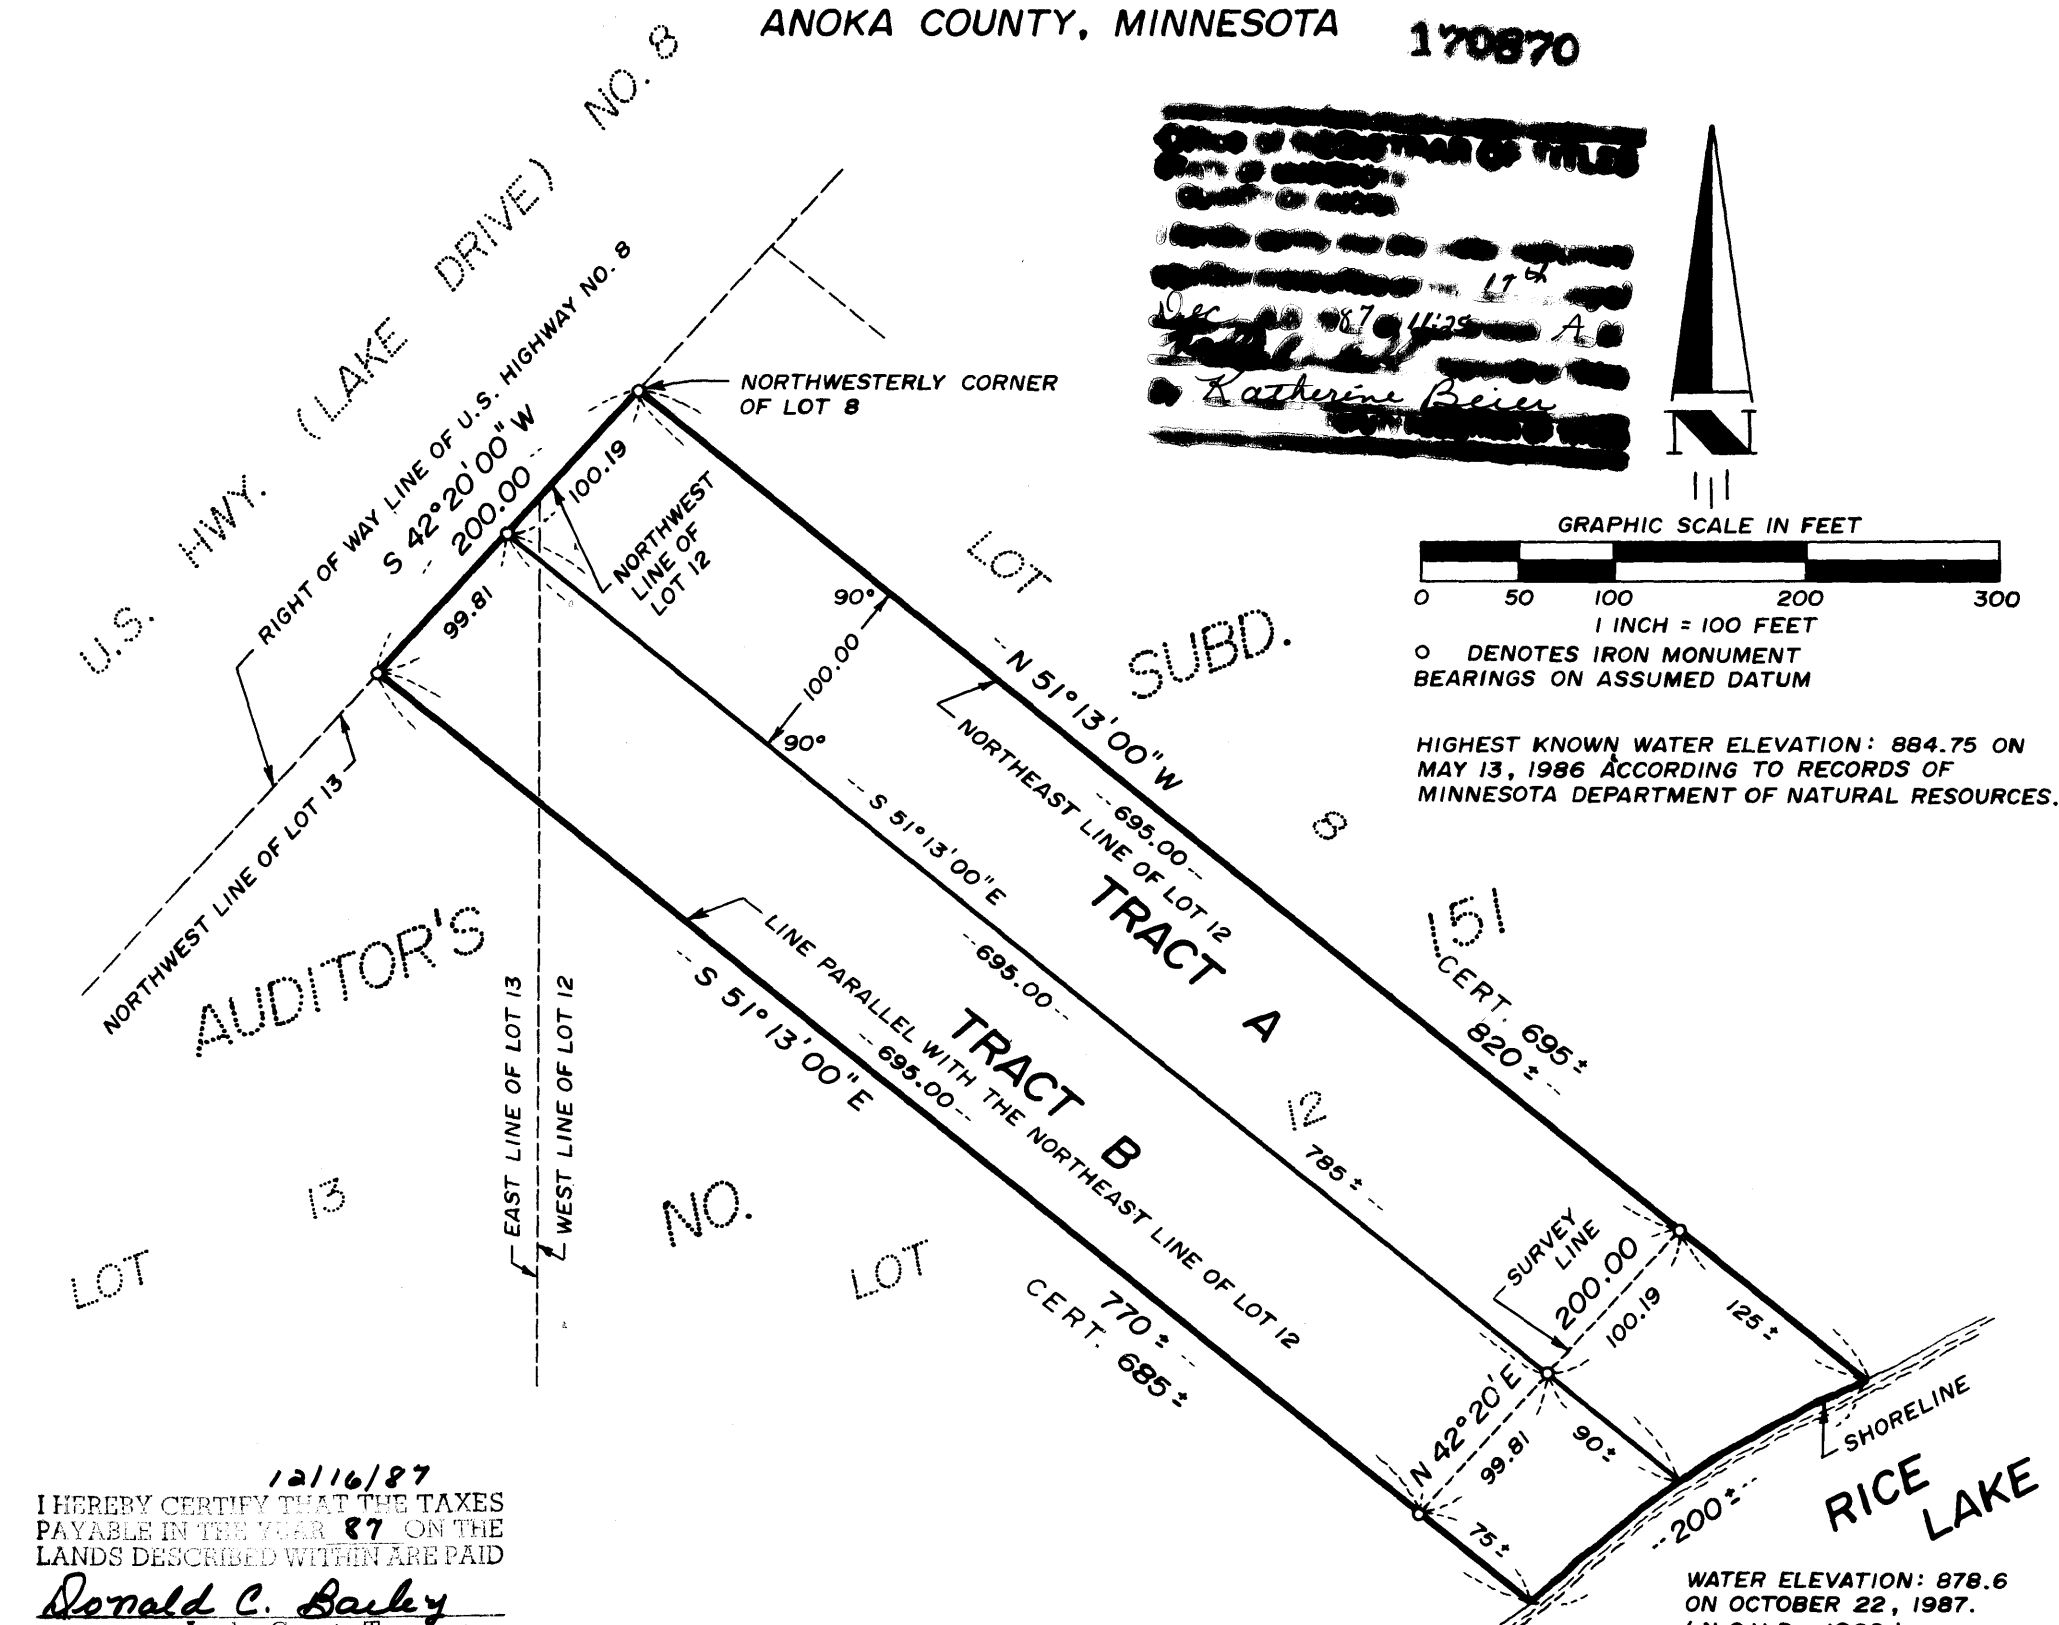 ANOKA COUNTY, MINNESOTA
170870
REGISTRAR OF TITLES
17th
Dec 87 11:25 A
Katherine Beier
U.S. HWY. (LAKE DRIVE) NO. 8
RIGHT OF WAY LINE OF U.S. HIGHWAY NO. 8
S 42°20'00"W
200.00
100.19
99.81
NORTHWESTERLY CORNER
OF LOT 8
NORTHWEST
LINE OF
LOT 12
NORTHWEST LINE OF LOT 13
90°
100.00
90°
LOT
8
N 51°13'00"W
695.00
NORTHEAST LINE OF LOT 12
S 51°13'00"E
695.00
TRACT A
TRACT B
LINE PARALLEL WITH THE NORTHEAST LINE OF LOT 12
S 51°13'00"E
695.00
AUDITOR'S
SUBD.
NO.
151
CERT. 695±
820±
LOT
12
785±
LOT
13
EAST LINE OF LOT 13
WEST LINE OF LOT 12
770±
CERT. 685±
SURVEY
LINE
200.00
100.19
125±
N 42°20'E
99.81
90±
75±
200±
SHORELINE
RICE
LAKE
GRAPHIC SCALE IN FEET
0 50 100 200 300
1 INCH = 100 FEET
O DENOTES IRON MONUMENT
BEARINGS ON ASSUMED DATUM
N
HIGHEST KNOWN WATER ELEVATION: 884.75 ON
MAY 13, 1986 ACCORDING TO RECORDS OF
MINNESOTA DEPARTMENT OF NATURAL RESOURCES.
WATER ELEVATION: 878.6
ON OCTOBER 22, 1987.
12/16/87
I HEREBY CERTIFY THAT THE TAXES
PAYABLE IN THE YEAR 87 ON THE
LANDS DESCRIBED WITHIN ARE PAID
Donald C. Bailey